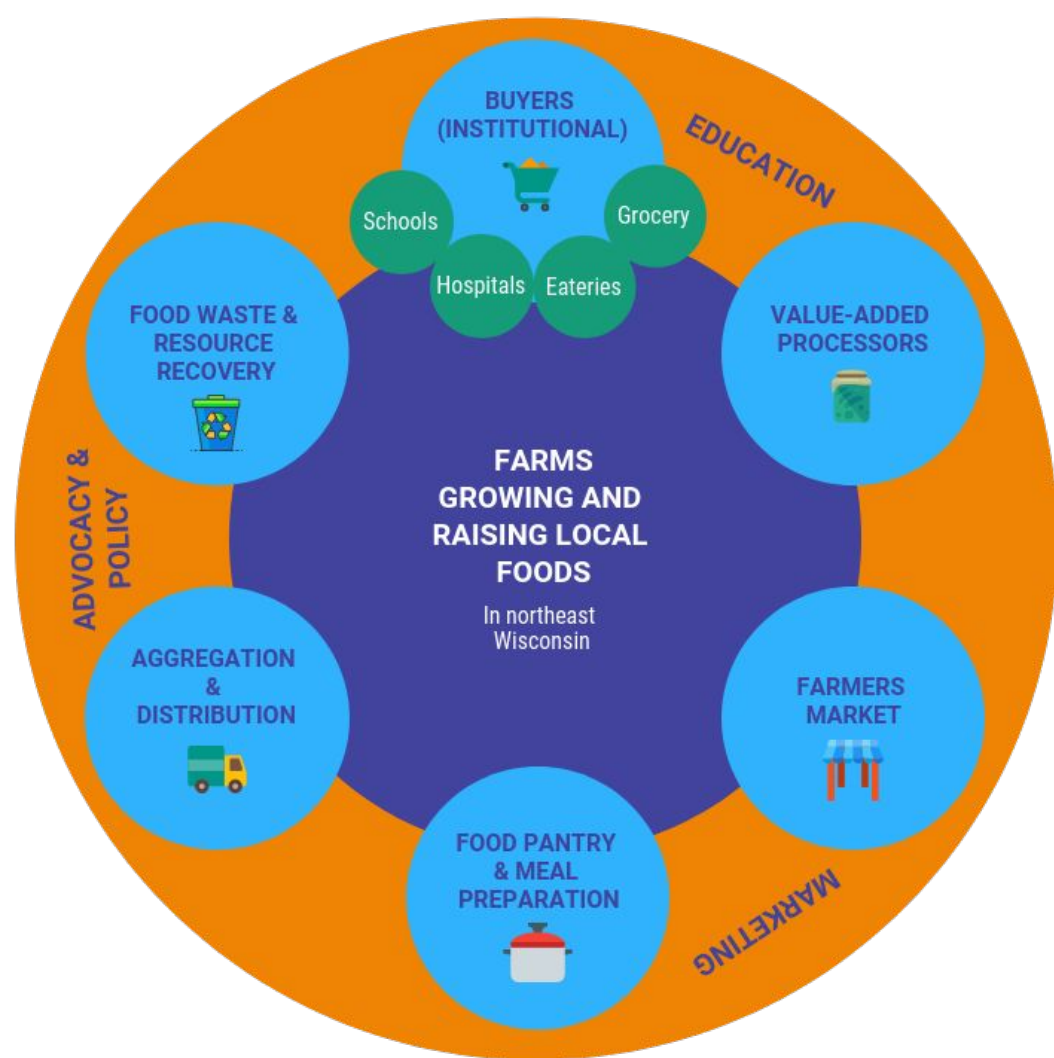 BUYERS
(INSTITUTIONAL)
EDUCATION
Schools
Grocery
Hospitals
Eateries
FOOD WASTE &
RESOURCE
RECOVERY
VALUE-ADDED
PROCESSORS
FARMS
GROWING AND
RAISING LOCAL
FOODS
In northeast
Wisconsin
ADVOCACY &
POLICY
AGGREGATION
&
DISTRIBUTION
FARMERS
MARKET
FOOD PANTRY
& MEAL
PREPARATION
MARKETING